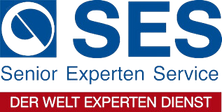 SES
Senior Experten Service
DER WELT EXPERTEN DIENST